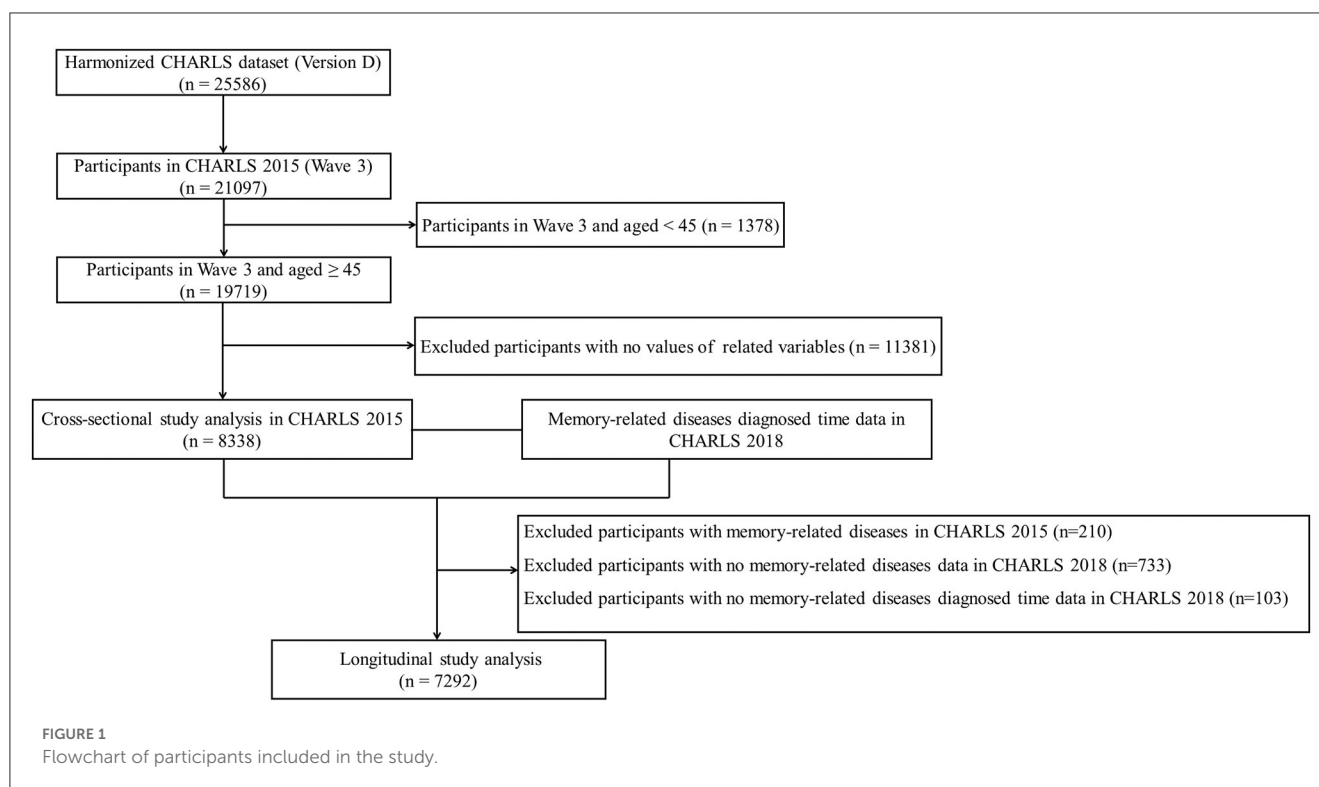 Harmonized CHARLS dataset (Version D)
(n = 25586)
Participants in CHARLS 2015 (Wave 3)
(n = 21097)
Participants in Wave 3 and aged < 45 (n = 1378)
Participants in Wave 3 and aged ≥ 45
(n = 19719)
Excluded participants with no values of related variables (n = 11381)
Cross-sectional study analysis in CHARLS 2015
(n = 8338)
Memory-related diseases diagnosed time data in
CHARLS 2018
Excluded participants with memory-related diseases in CHARLS 2015 (n=210)
Excluded participants with no memory-related diseases data in CHARLS 2018 (n=733)
Excluded participants with no memory-related diseases diagnosed time data in CHARLS 2018 (n=103)
Longitudinal study analysis
(n = 7292)
FIGURE 1
Flowchart of participants included in the study.